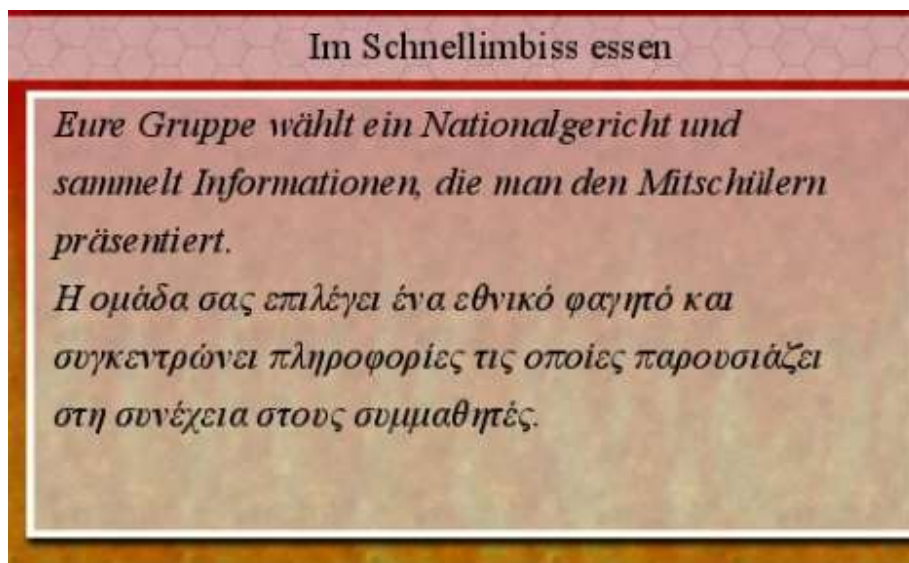 Im Schnellimbiss essen
Eure Gruppe wählt ein Nationalgericht und
sammelt Informationen, die man den Mitschülern
präsentiert.
Η ομάδα σας επιλέγει ένα εθνικό φαγητό και
συγκεντρώνει πληροφορίες τις οποίες παρουσιάζει
στη συνέχεια στους συμμαθητές.